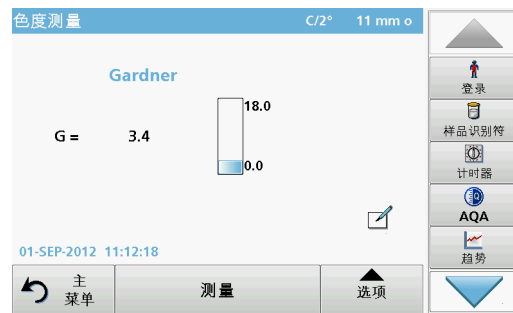 色度测量 C/2° 11 mm o
Gardner
18.0
G = 3.4
0.0
01-SEP-2012 11:12:18
主
菜单
测量
选项
登录
样品识别符
计时器
AQA
趋势